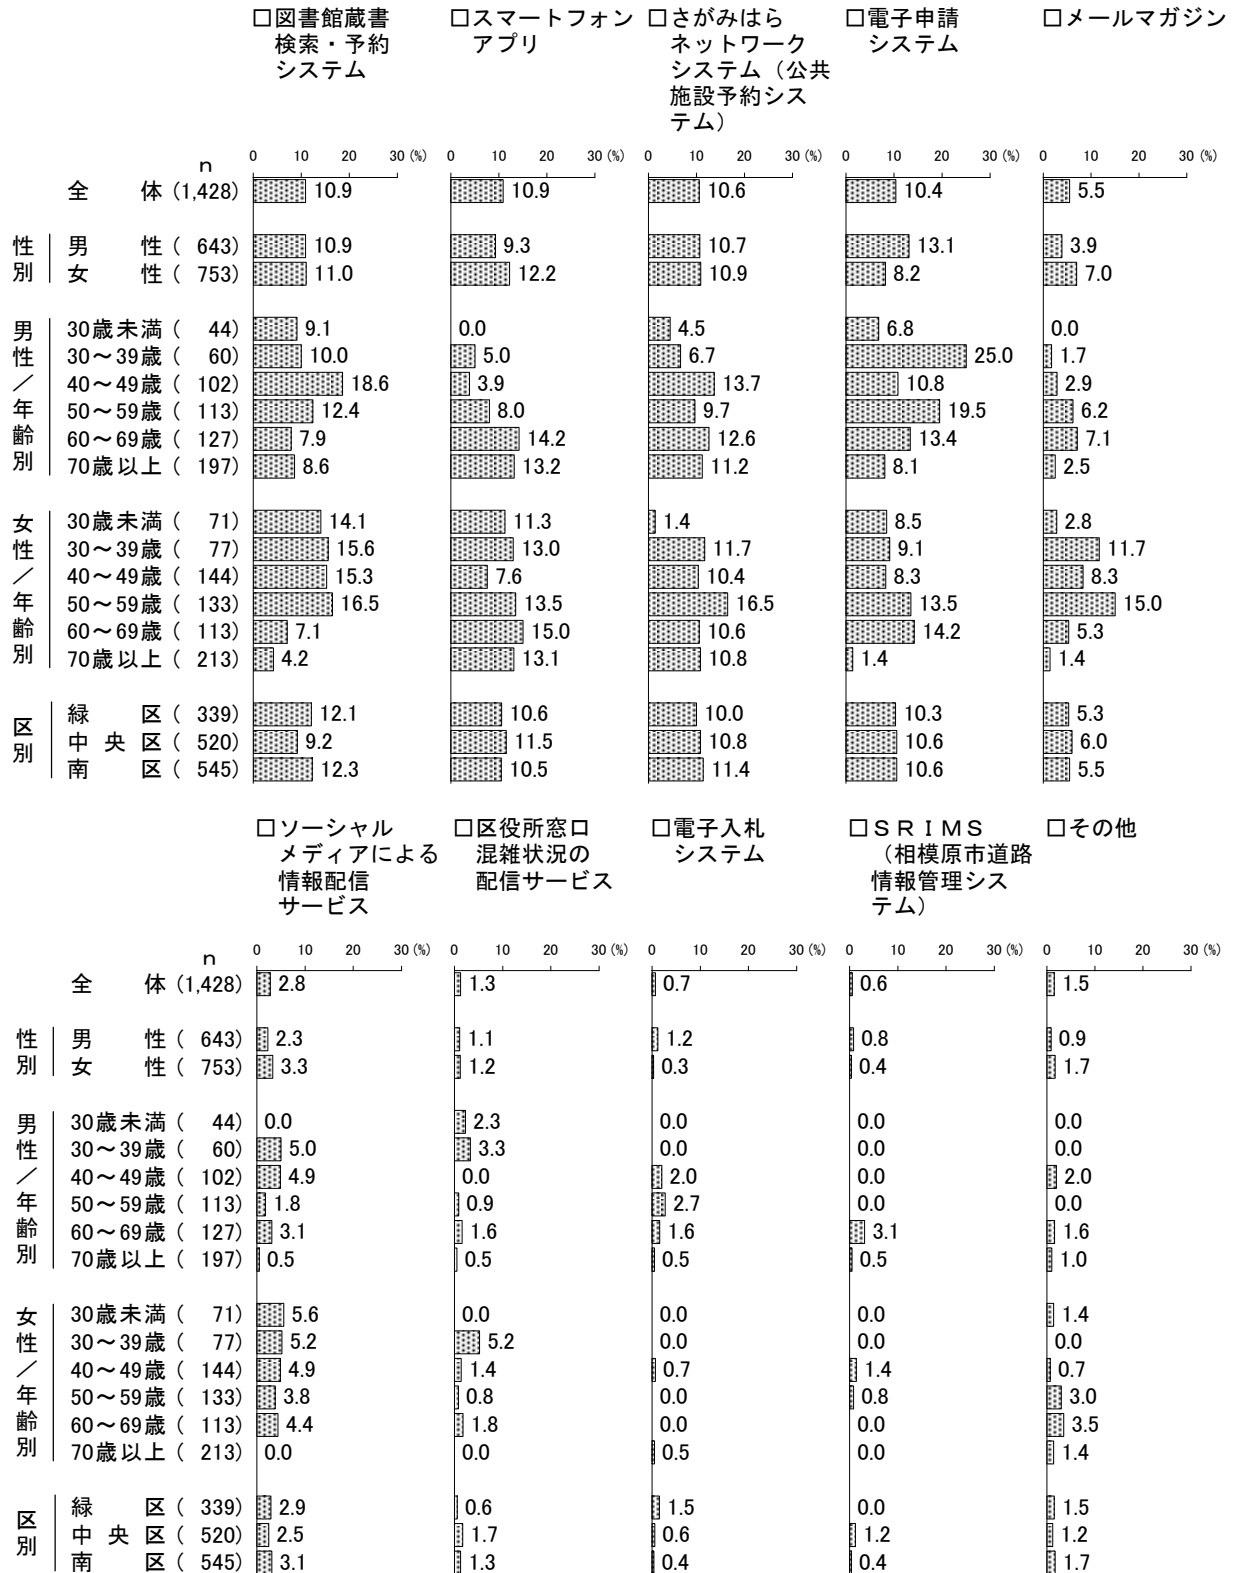 □図書館蔵書 □スマートフォン □さがみはら □電子申請 □メールマガジン
検索・予約 アプリ ネットワーク システム
システム システム（公共
施設予約シス
テム）
n 0 10 20 30 (%) 0 10 20 30 (%) 0 10 20 30 (%) 0 10 20 30 (%) 0 10 20 30 (%)
全 体 (1,428) 10.9 10.9 10.6 10.4 5.5
性別
男 性 ( 643) 10.9 9.3 10.7 13.1 3.9
女 性 ( 753) 11.0 12.2 10.9 8.2 7.0
男性／年齢別
30歳未満 ( 44) 9.1 0.0 4.5 6.8 0.0
30～39歳 ( 60) 10.0 5.0 6.7 25.0 1.7
40～49歳 ( 102) 18.6 3.9 13.7 10.8 2.9
50～59歳 ( 113) 12.4 8.0 9.7 19.5 6.2
60～69歳 ( 127) 7.9 14.2 12.6 13.4 7.1
70歳以上 ( 197) 8.6 13.2 11.2 8.1 2.5
女性／年齢別
30歳未満 ( 71) 14.1 11.3 1.4 8.5 2.8
30～39歳 ( 77) 15.6 13.0 11.7 9.1 11.7
40～49歳 ( 144) 15.3 7.6 10.4 8.3 8.3
50～59歳 ( 133) 16.5 13.5 16.5 13.5 15.0
60～69歳 ( 113) 7.1 15.0 10.6 14.2 5.3
70歳以上 ( 213) 4.2 13.1 10.8 1.4 1.4
区別
緑 区 ( 339) 12.1 10.6 10.0 10.3 5.3
中 央 区 ( 520) 9.2 11.5 10.8 10.6 6.0
南 区 ( 545) 12.3 10.5 11.4 10.6 5.5
□ソーシャル □区役所窓口 □電子入札 □ＳＲＩＭＳ □その他
メディアによる 混雑状況の システム （相模原市道路
情報配信 配信サービス 情報管理シス
サービス テム）
n 0 10 20 30 (%) 0 10 20 30 (%) 0 10 20 30 (%) 0 10 20 30 (%) 0 10 20 30 (%)
全 体 (1,428) 2.8 1.3 0.7 0.6 1.5
性別
男 性 ( 643) 2.3 1.1 1.2 0.8 0.9
女 性 ( 753) 3.3 1.2 0.3 0.4 1.7
男性／年齢別
30歳未満 ( 44) 0.0 2.3 0.0 0.0 0.0
30～39歳 ( 60) 5.0 3.3 0.0 0.0 0.0
40～49歳 ( 102) 4.9 0.0 2.0 0.0 2.0
50～59歳 ( 113) 1.8 0.9 2.7 0.0 0.0
60～69歳 ( 127) 3.1 1.6 1.6 3.1 1.6
70歳以上 ( 197) 0.5 0.5 0.5 0.5 1.0
女性／年齢別
30歳未満 ( 71) 5.6 0.0 0.0 0.0 1.4
30～39歳 ( 77) 5.2 5.2 0.0 0.0 0.0
40～49歳 ( 144) 4.9 1.4 0.7 1.4 0.7
50～59歳 ( 133) 3.8 0.8 0.0 0.8 3.0
60～69歳 ( 113) 4.4 1.8 0.0 0.0 3.5
70歳以上 ( 213) 0.0 0.0 0.5 0.0 1.4
区別
緑 区 ( 339) 2.9 0.6 1.5 0.0 1.5
中 央 区 ( 520) 2.5 1.7 0.6 1.2 1.2
南 区 ( 545) 3.1 1.3 0.4 0.4 1.7